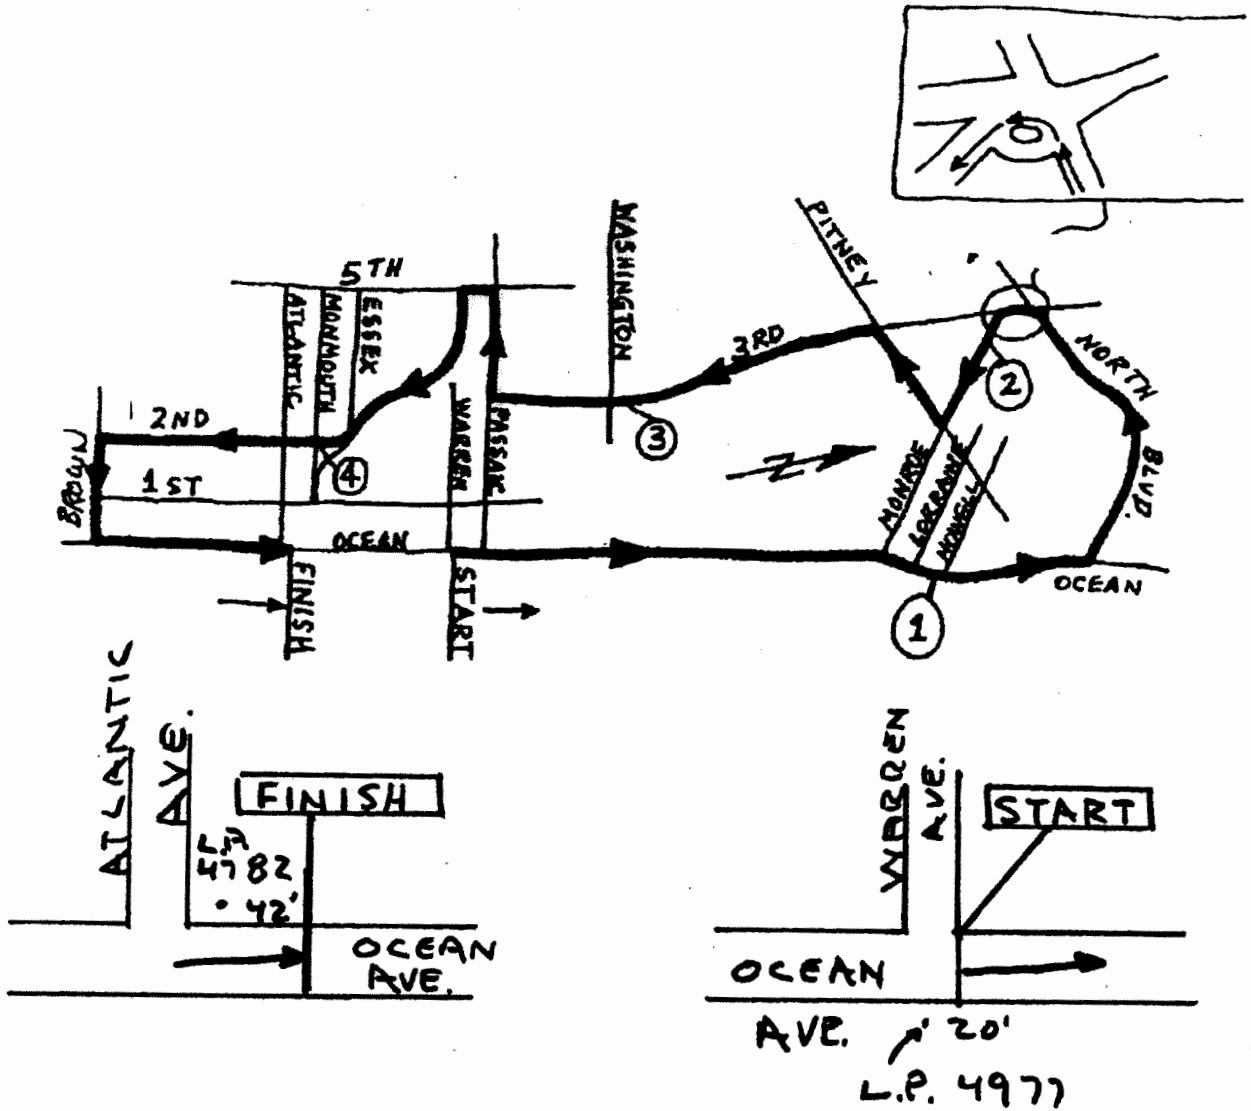 WASHINGTON
PITNEY
5TH
ATLANTIC
MONMOUTH
ESSEX
3RD
NORTH
BLVD.
2
2ND
WARREN
PASSAIC
3
4
N
MONROE
LORRAINE
HOWELL
BROWN
1ST
OCEAN
OCEAN
FINISH
START
1
ATLANTIC
AVE.
FINISH
L.P.
4782
42'
OCEAN
AVE.
WARREN
AVE.
START
OCEAN
AVE.
20'
L.P. 4977